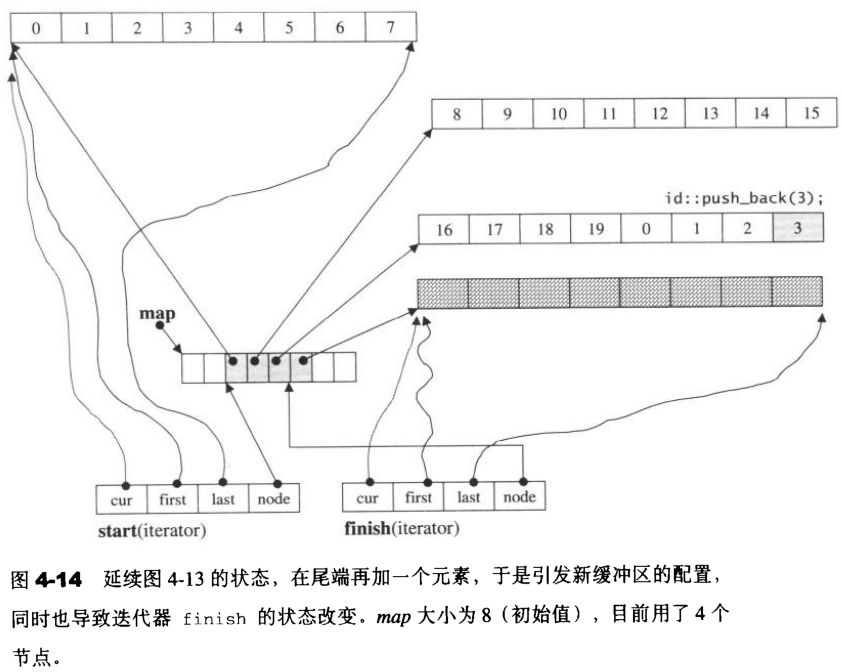 0 1 2 3 4 5 6 7
8 9 10 11 12 13 14 15
id::push_back(3);
16 17 18 19 0 1 2 3
map
cur first last node
cur first last node
start(iterator)
finish(iterator)
图 4-14 延续图 4-13 的状态，在尾端再加一个元素，于是引发新缓冲区的配置，
同时也导致迭代器 finish 的状态改变。map 大小为 8（初始值），目前用了 4 个
节点。